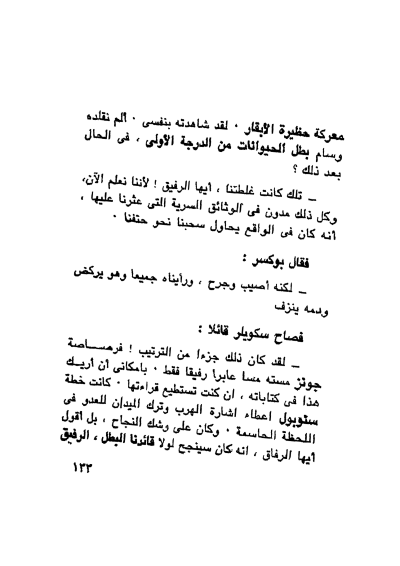 معركة حظيرة الأبقار . لقد شاهدته بنفسى . ألم نقلده
وسام بطل الحيوانات من الدرجة الأولى ، فى الحال
بعد ذلك ؟
ـ تلك كانت غلطتنا ، أيها الرفيق ! لأننا نعلم الآن،
وكل ذلك مدون فى الوثائق السرية التى عثرنا عليها ،
أنه كان فى الواقع يحاول سحبنا نحو حتفنا .
فقال بوكسر :
ـ لكنه أصيب وجرح ، ورأيناه جميعا وهو يركض
ودمه ينزف
فصاح سكويلر قائلا :
ـ لقد كان ذلك جزءا من الترتيب ! فرصـــاصة
جونز مسته مسا عابرا رفيقا فقط . بامكانى أن أريــك
هذا فى كتاباته ، ان كنت تستطيع قراءتها . كانت خطة
سنوبول اعطاء اشارة الهرب وترك الميدان للعدو فى
اللحظة الحاسمة . وكان على وشك النجاح ، بل أقول
أيها الرفاق ، انه كان سينجح لولا قائدنا البطل ، الرفيق
١٣٣